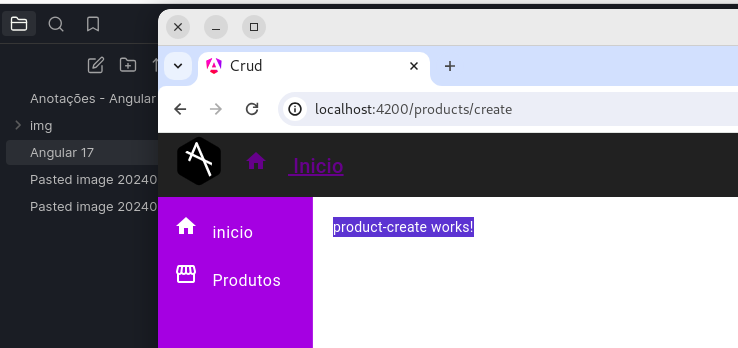 Crud
localhost:4200/products/create
Anotações - Angular
img
Angular 17
Pasted image 20240
Pasted image 20240
Inicio
inicio
Produtos
product-create works!